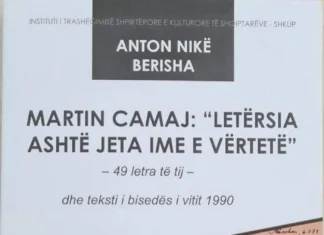 INSTITUTI I TRASHËGIMISË SHPIRTËRORE E KULTURORE TË SHQIPTARËVE - SHKUP
ANTON NIKË
BERISHA
MARTIN CAMAJ: “LETËRSIA
ASHTË JETA IME E VËRTETË”
– 49 letra të tij –
dhe teksti i bisedës i vitit 1990